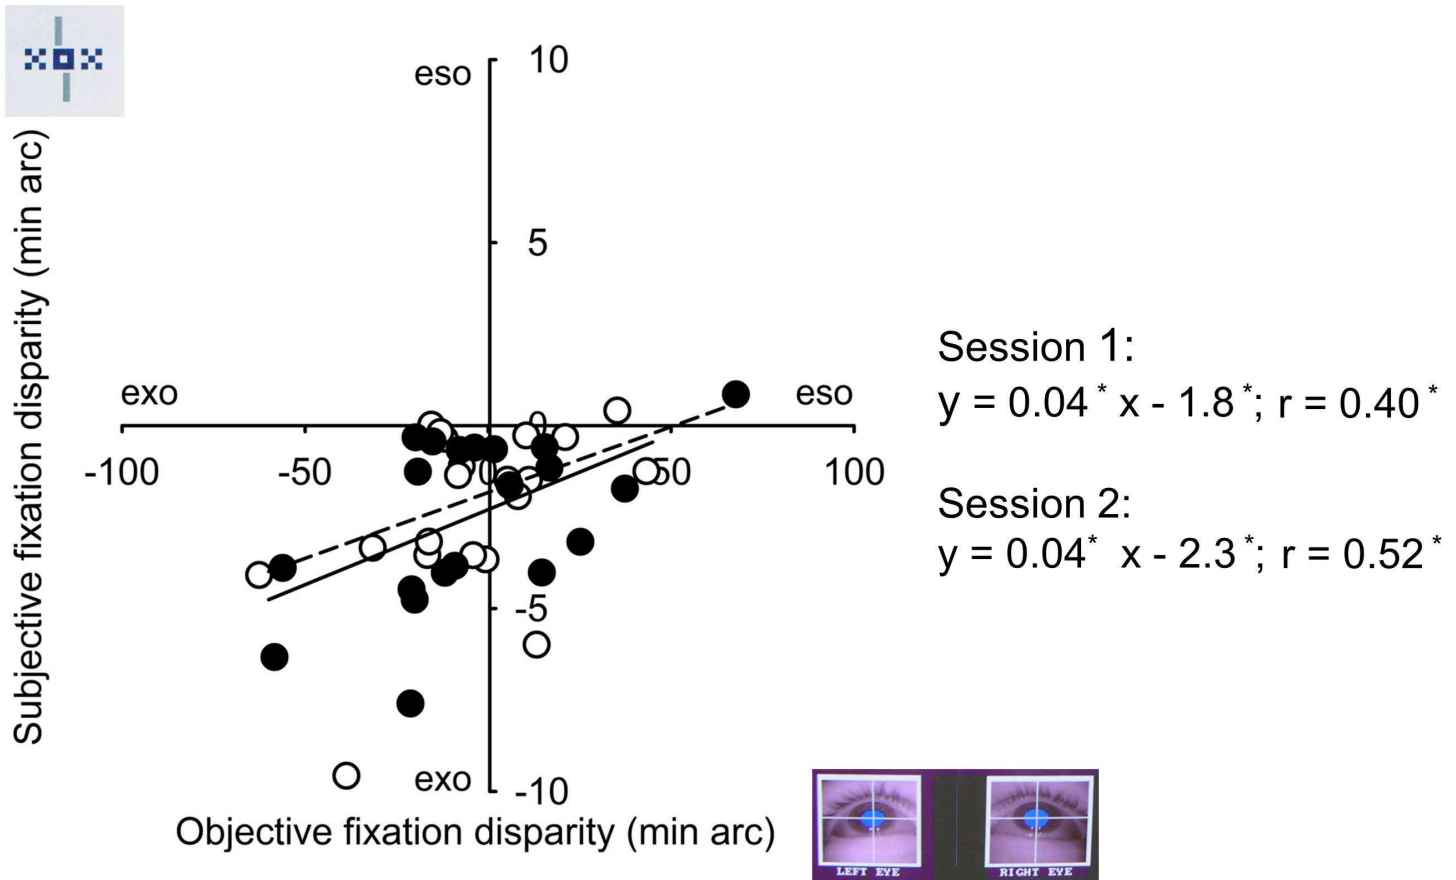 eso 10
5
exo eso
0
-100 -50 0 50 100
-5
exo -10
Subjective fixation disparity (min arc)
Objective fixation disparity (min arc)
Session 1:
y = 0.04 * x - 1.8 *; r = 0.40 *
Session 2:
y = 0.04* x - 2.3 *; r = 0.52 *
LEFT EYE RIGHT EYE